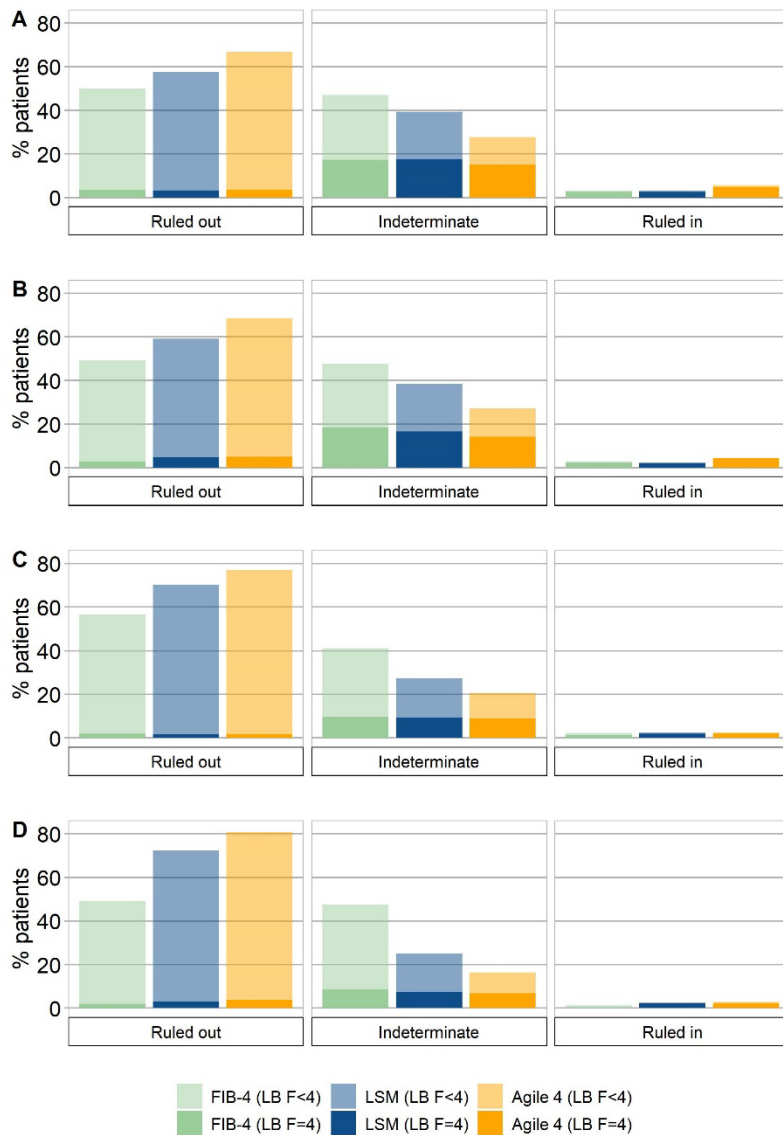 A
% patients
80
60
40
20
0
Ruled out
Indeterminate
Ruled in
B
% patients
80
60
40
20
0
Ruled out
Indeterminate
Ruled in
C
% patients
80
60
40
20
0
Ruled out
Indeterminate
Ruled in
D
% patients
80
60
40
20
0
Ruled out
Indeterminate
Ruled in
FIB-4 (LB F<4)
LSM (LB F<4)
Agile 4 (LB F<4)
FIB-4 (LB F=4)
LSM (LB F=4)
Agile 4 (LB F=4)